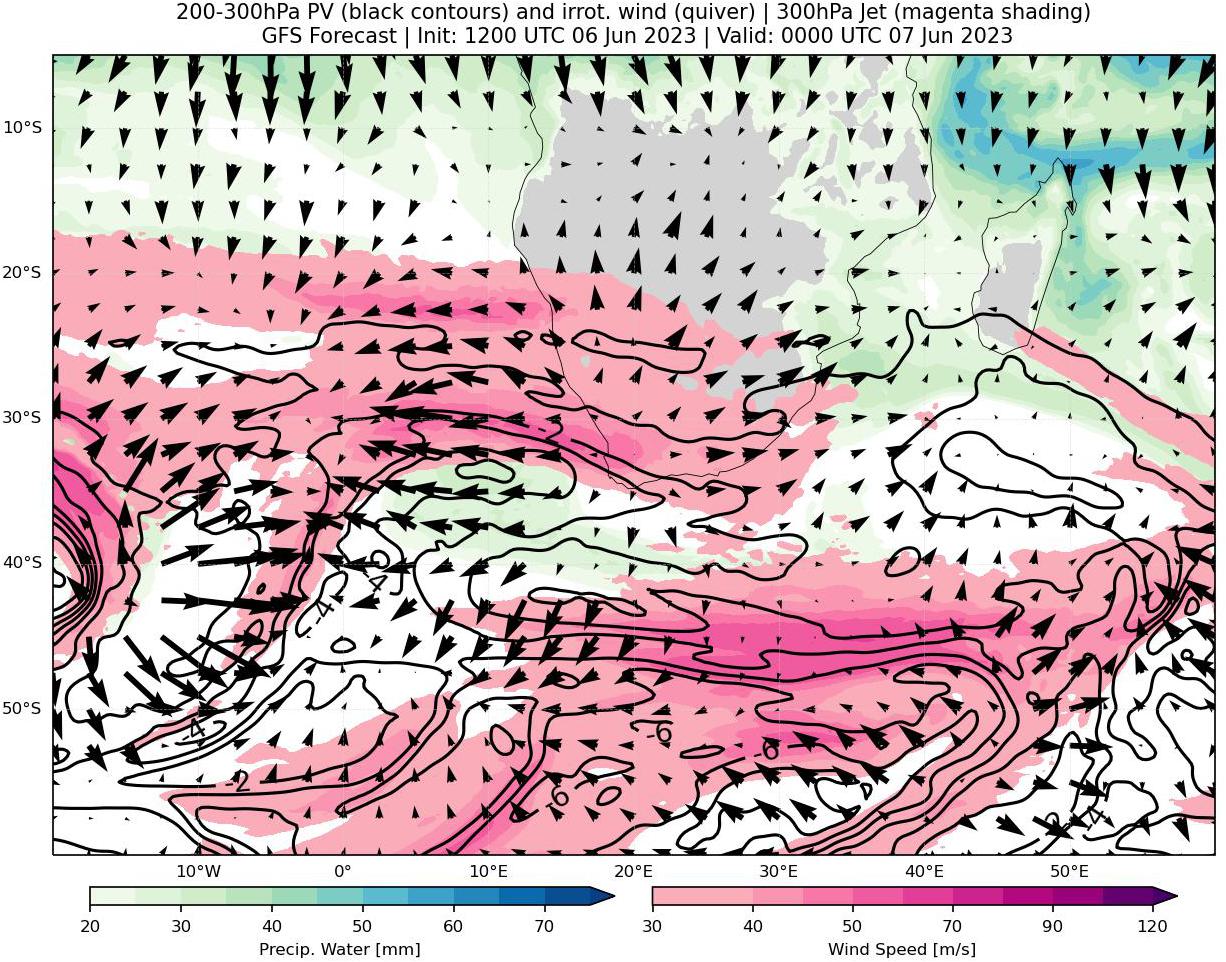 200-300hPa PV (black contours) and irrot. wind (quiver) | 300hPa Jet (magenta shading)
GFS Forecast | Init: 1200 UTC 06 Jun 2023 | Valid: 0000 UTC 07 Jun 2023
10°S
20°S
30°S
40°S
50°S
-4
-4
-4
-2
-6
-6
-6
-4
10°W 0° 10°E 20°E 30°E 40°E 50°E
20 30 40 50 60 70
Precip. Water [mm]
30 40 50 70 90 120
Wind Speed [m/s]